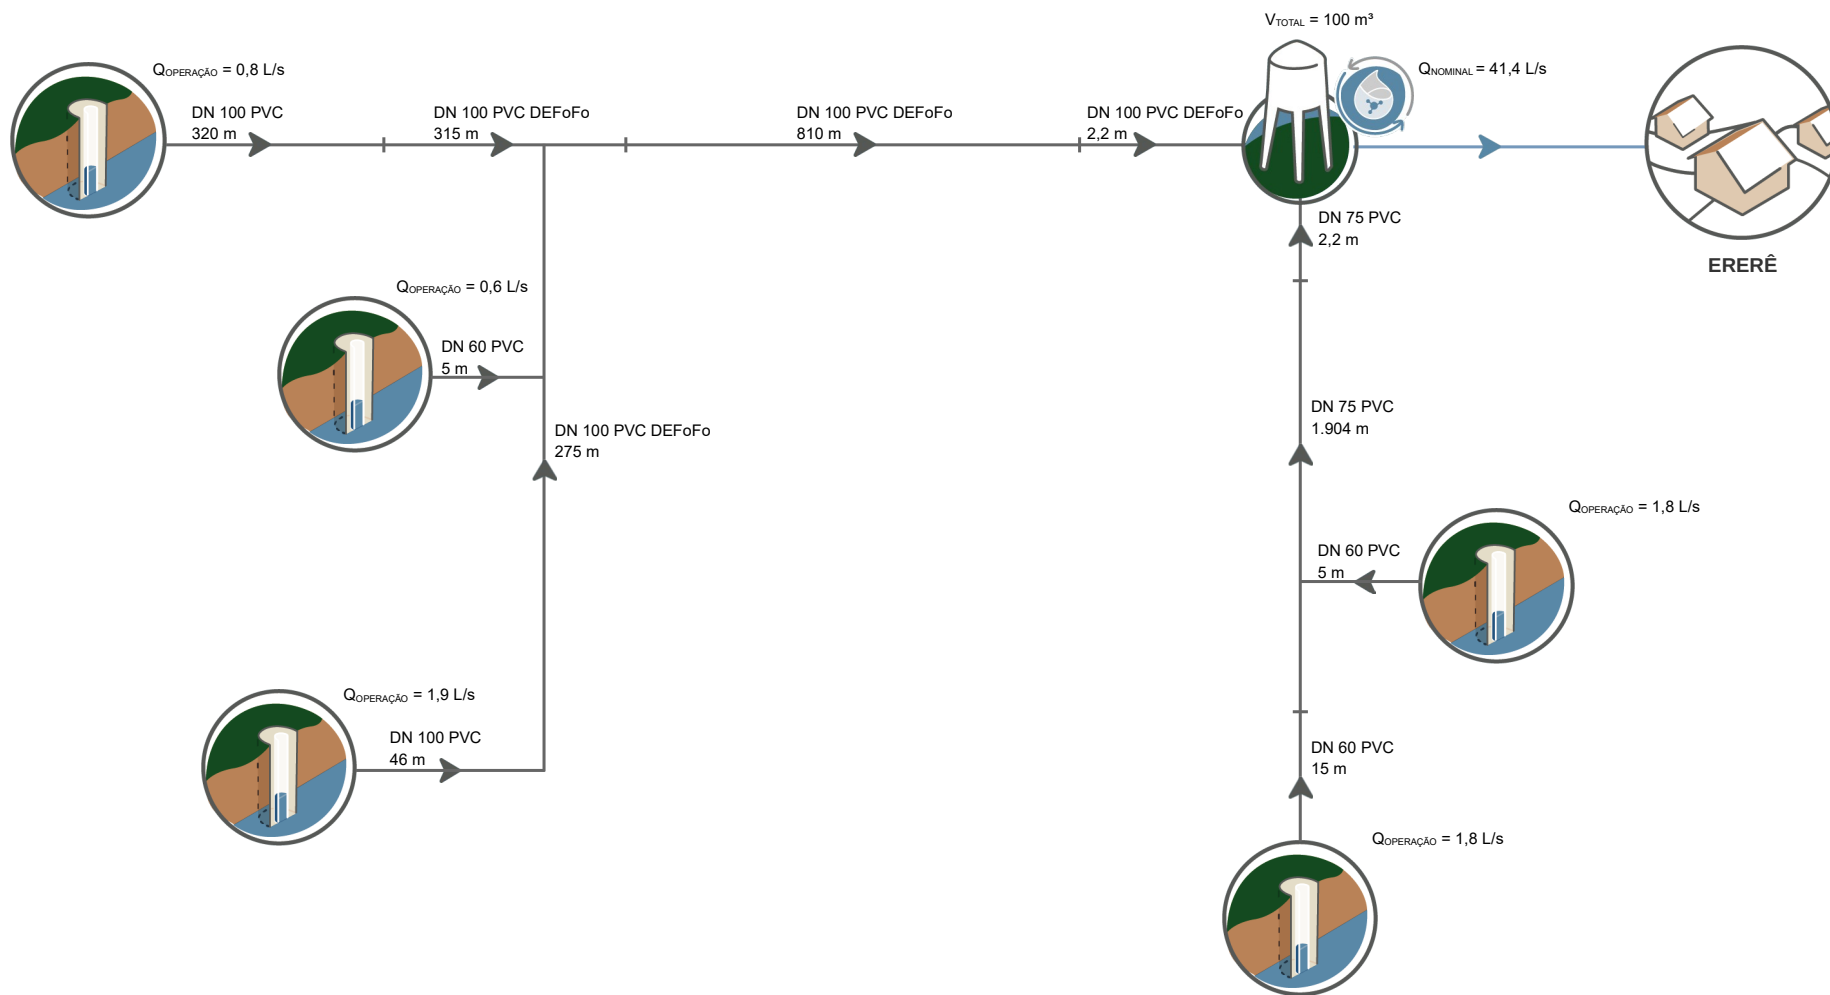 VTOTAL = 100 m³
QOPERAÇÃO = 0,8 L/s
QNOMINAL = 41,4 L/s
DN 100 PVC
320 m
DN 100 PVC DEFoFo
315 m
DN 100 PVC DEFoFo
810 m
DN 100 PVC DEFoFo
2,2 m
DN 75 PVC
2,2 m
ERERÊ
QOPERAÇÃO = 0,6 L/s
DN 60 PVC
5 m
DN 100 PVC DEFoFo
275 m
DN 75 PVC
1.904 m
QOPERAÇÃO = 1,8 L/s
DN 60 PVC
5 m
QOPERAÇÃO = 1,9 L/s
DN 100 PVC
46 m
DN 60 PVC
15 m
QOPERAÇÃO = 1,8 L/s